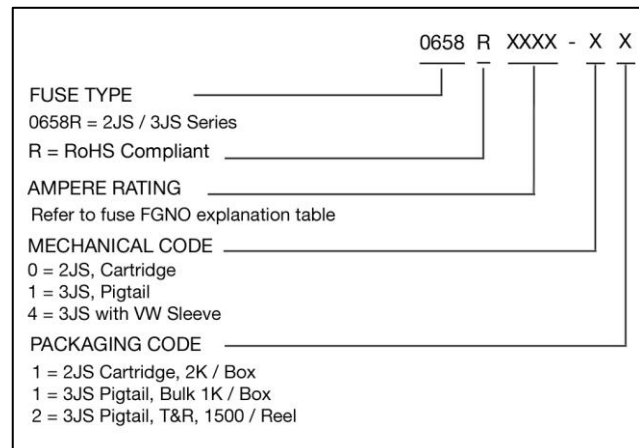 0658 R XXXX - X X
FUSE TYPE
0658R = 2JS / 3JS Series
R = RoHS Compliant
AMPERE RATING
Refer to fuse FGNO explanation table
MECHANICAL CODE
0 = 2JS, Cartridge
1 = 3JS, Pigtail
4 = 3JS with VW Sleeve
PACKAGING CODE
1 = 2JS Cartridge, 2K / Box
1 = 3JS Pigtail, Bulk 1K / Box
2 = 3JS Pigtail, T&R, 1500 / Reel